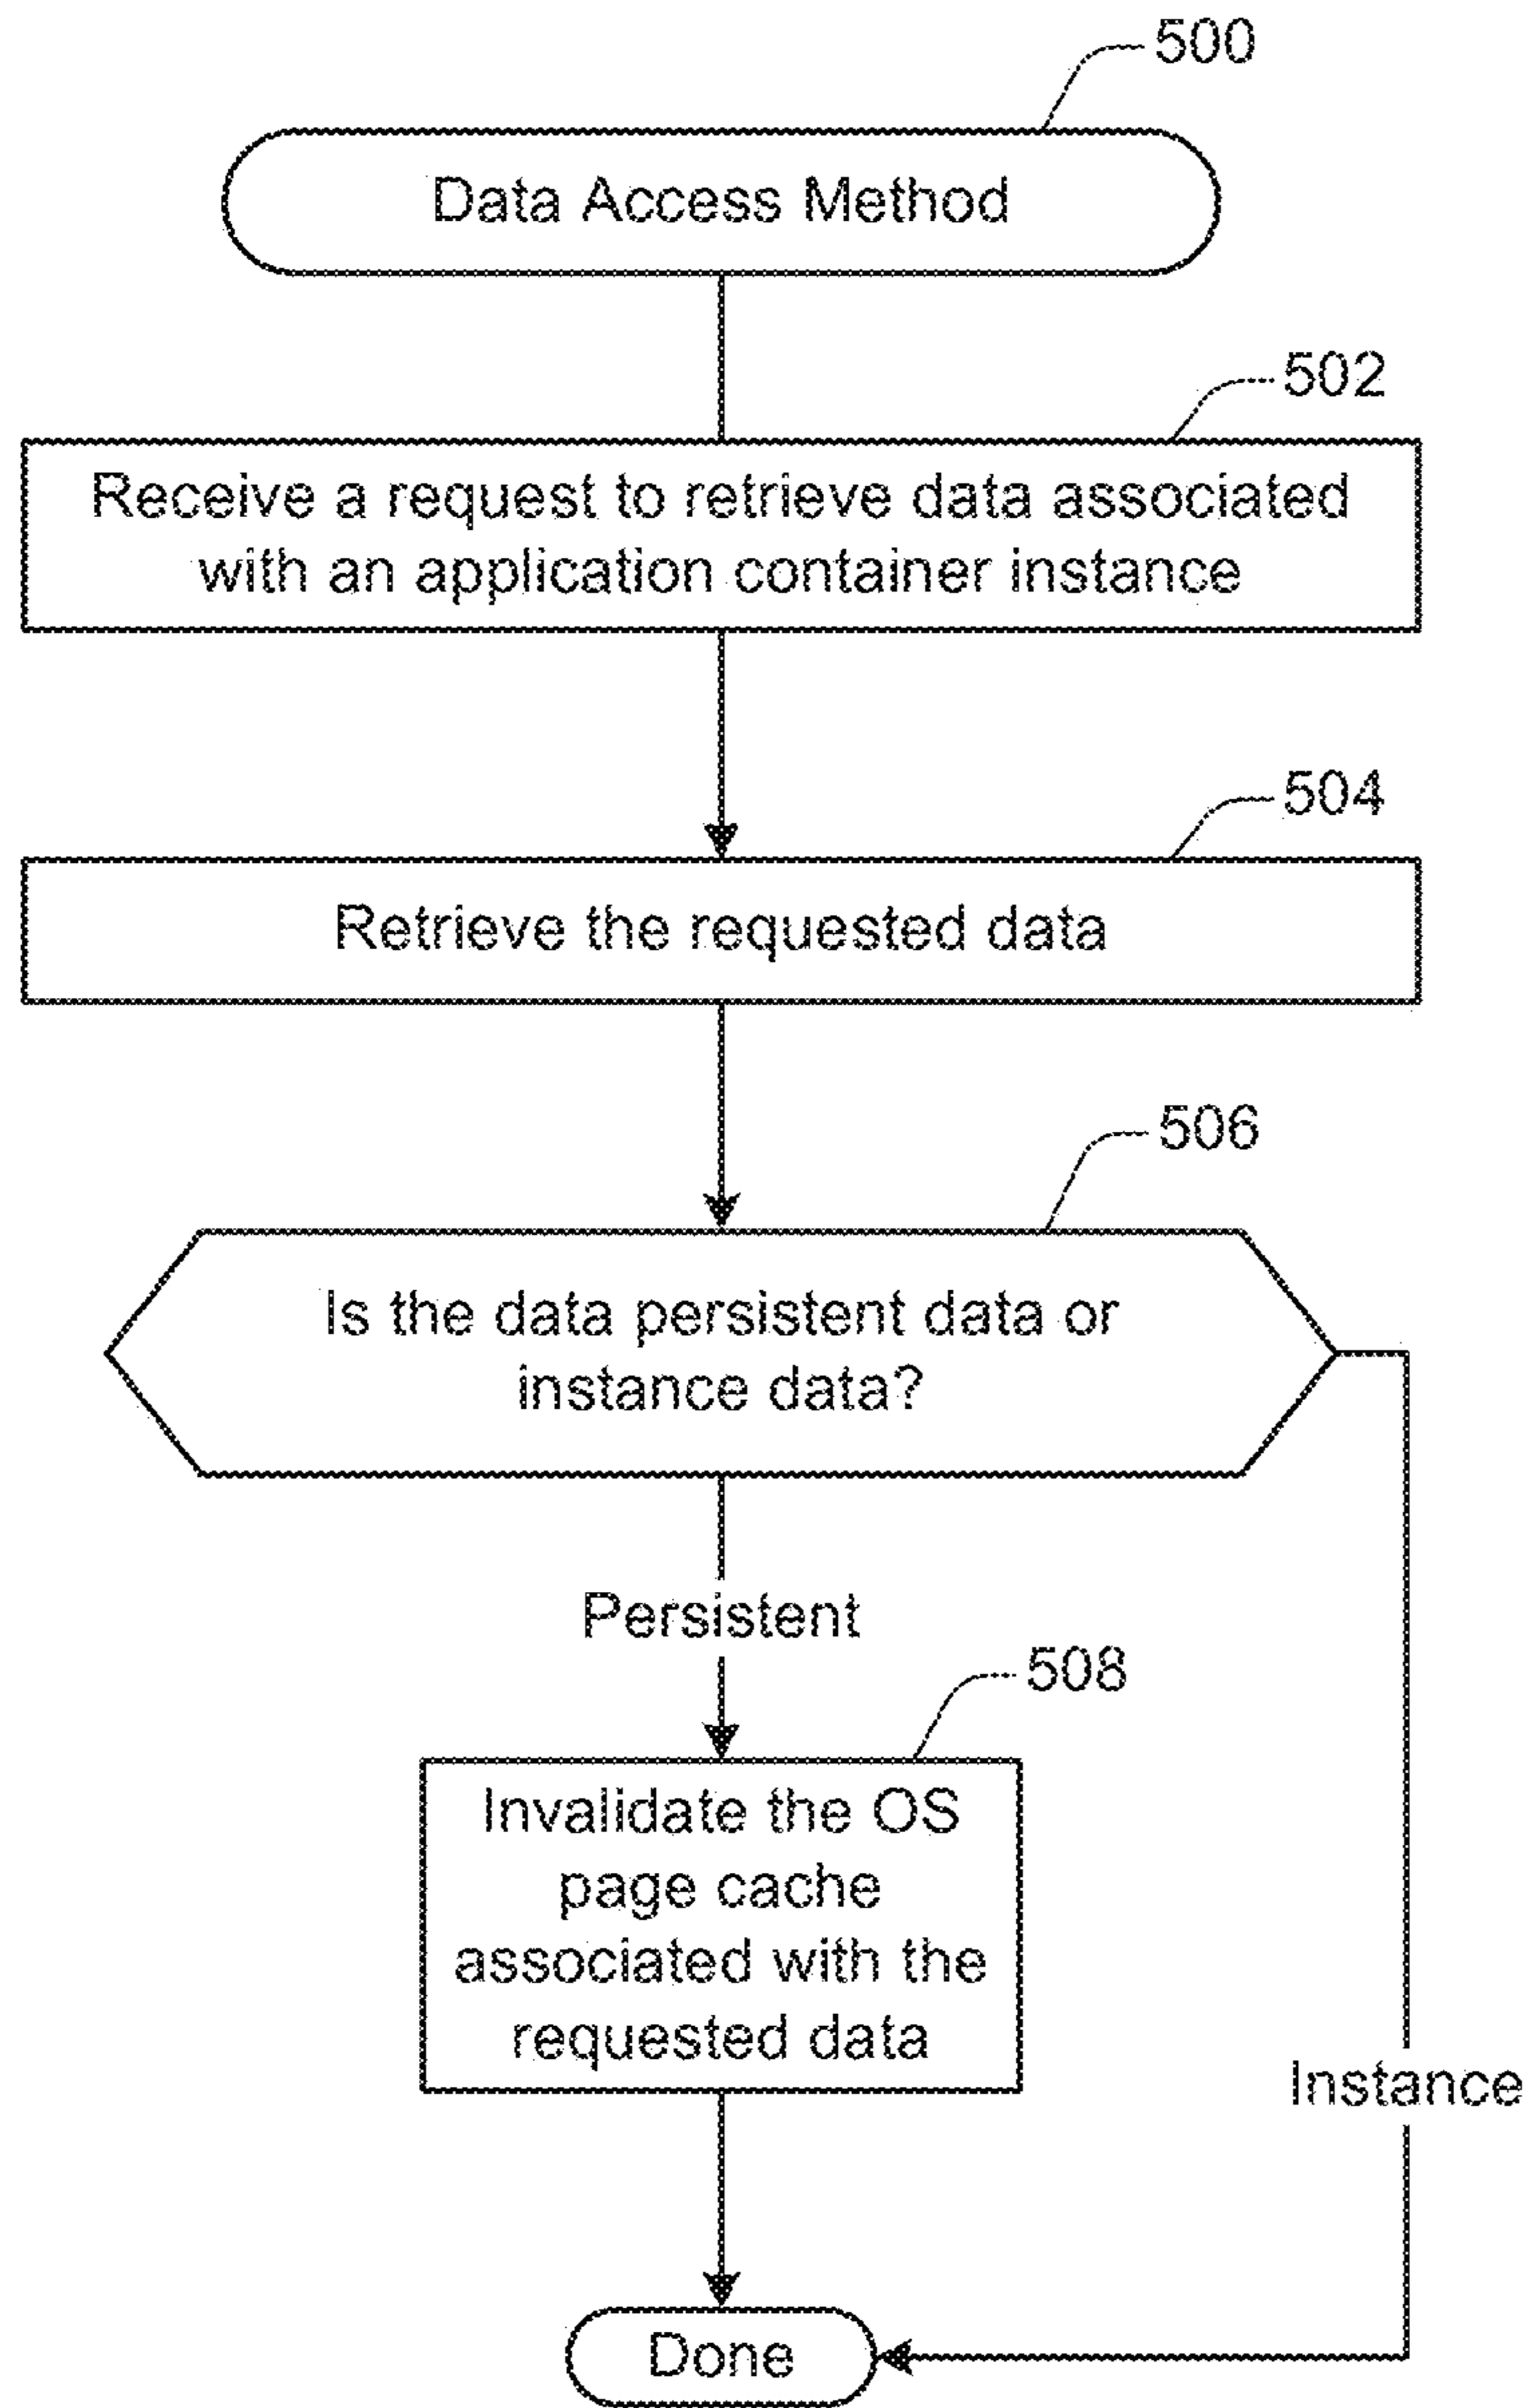 500
Data Access Method
502
Receive a request to retrieve data associated
with an application container instance
504
Retrieve the requested data
506
Is the data persistent data or
instance data?
Persistent
508
Invalidate the OS
page cache
associated with the
requested data
Instance
Done